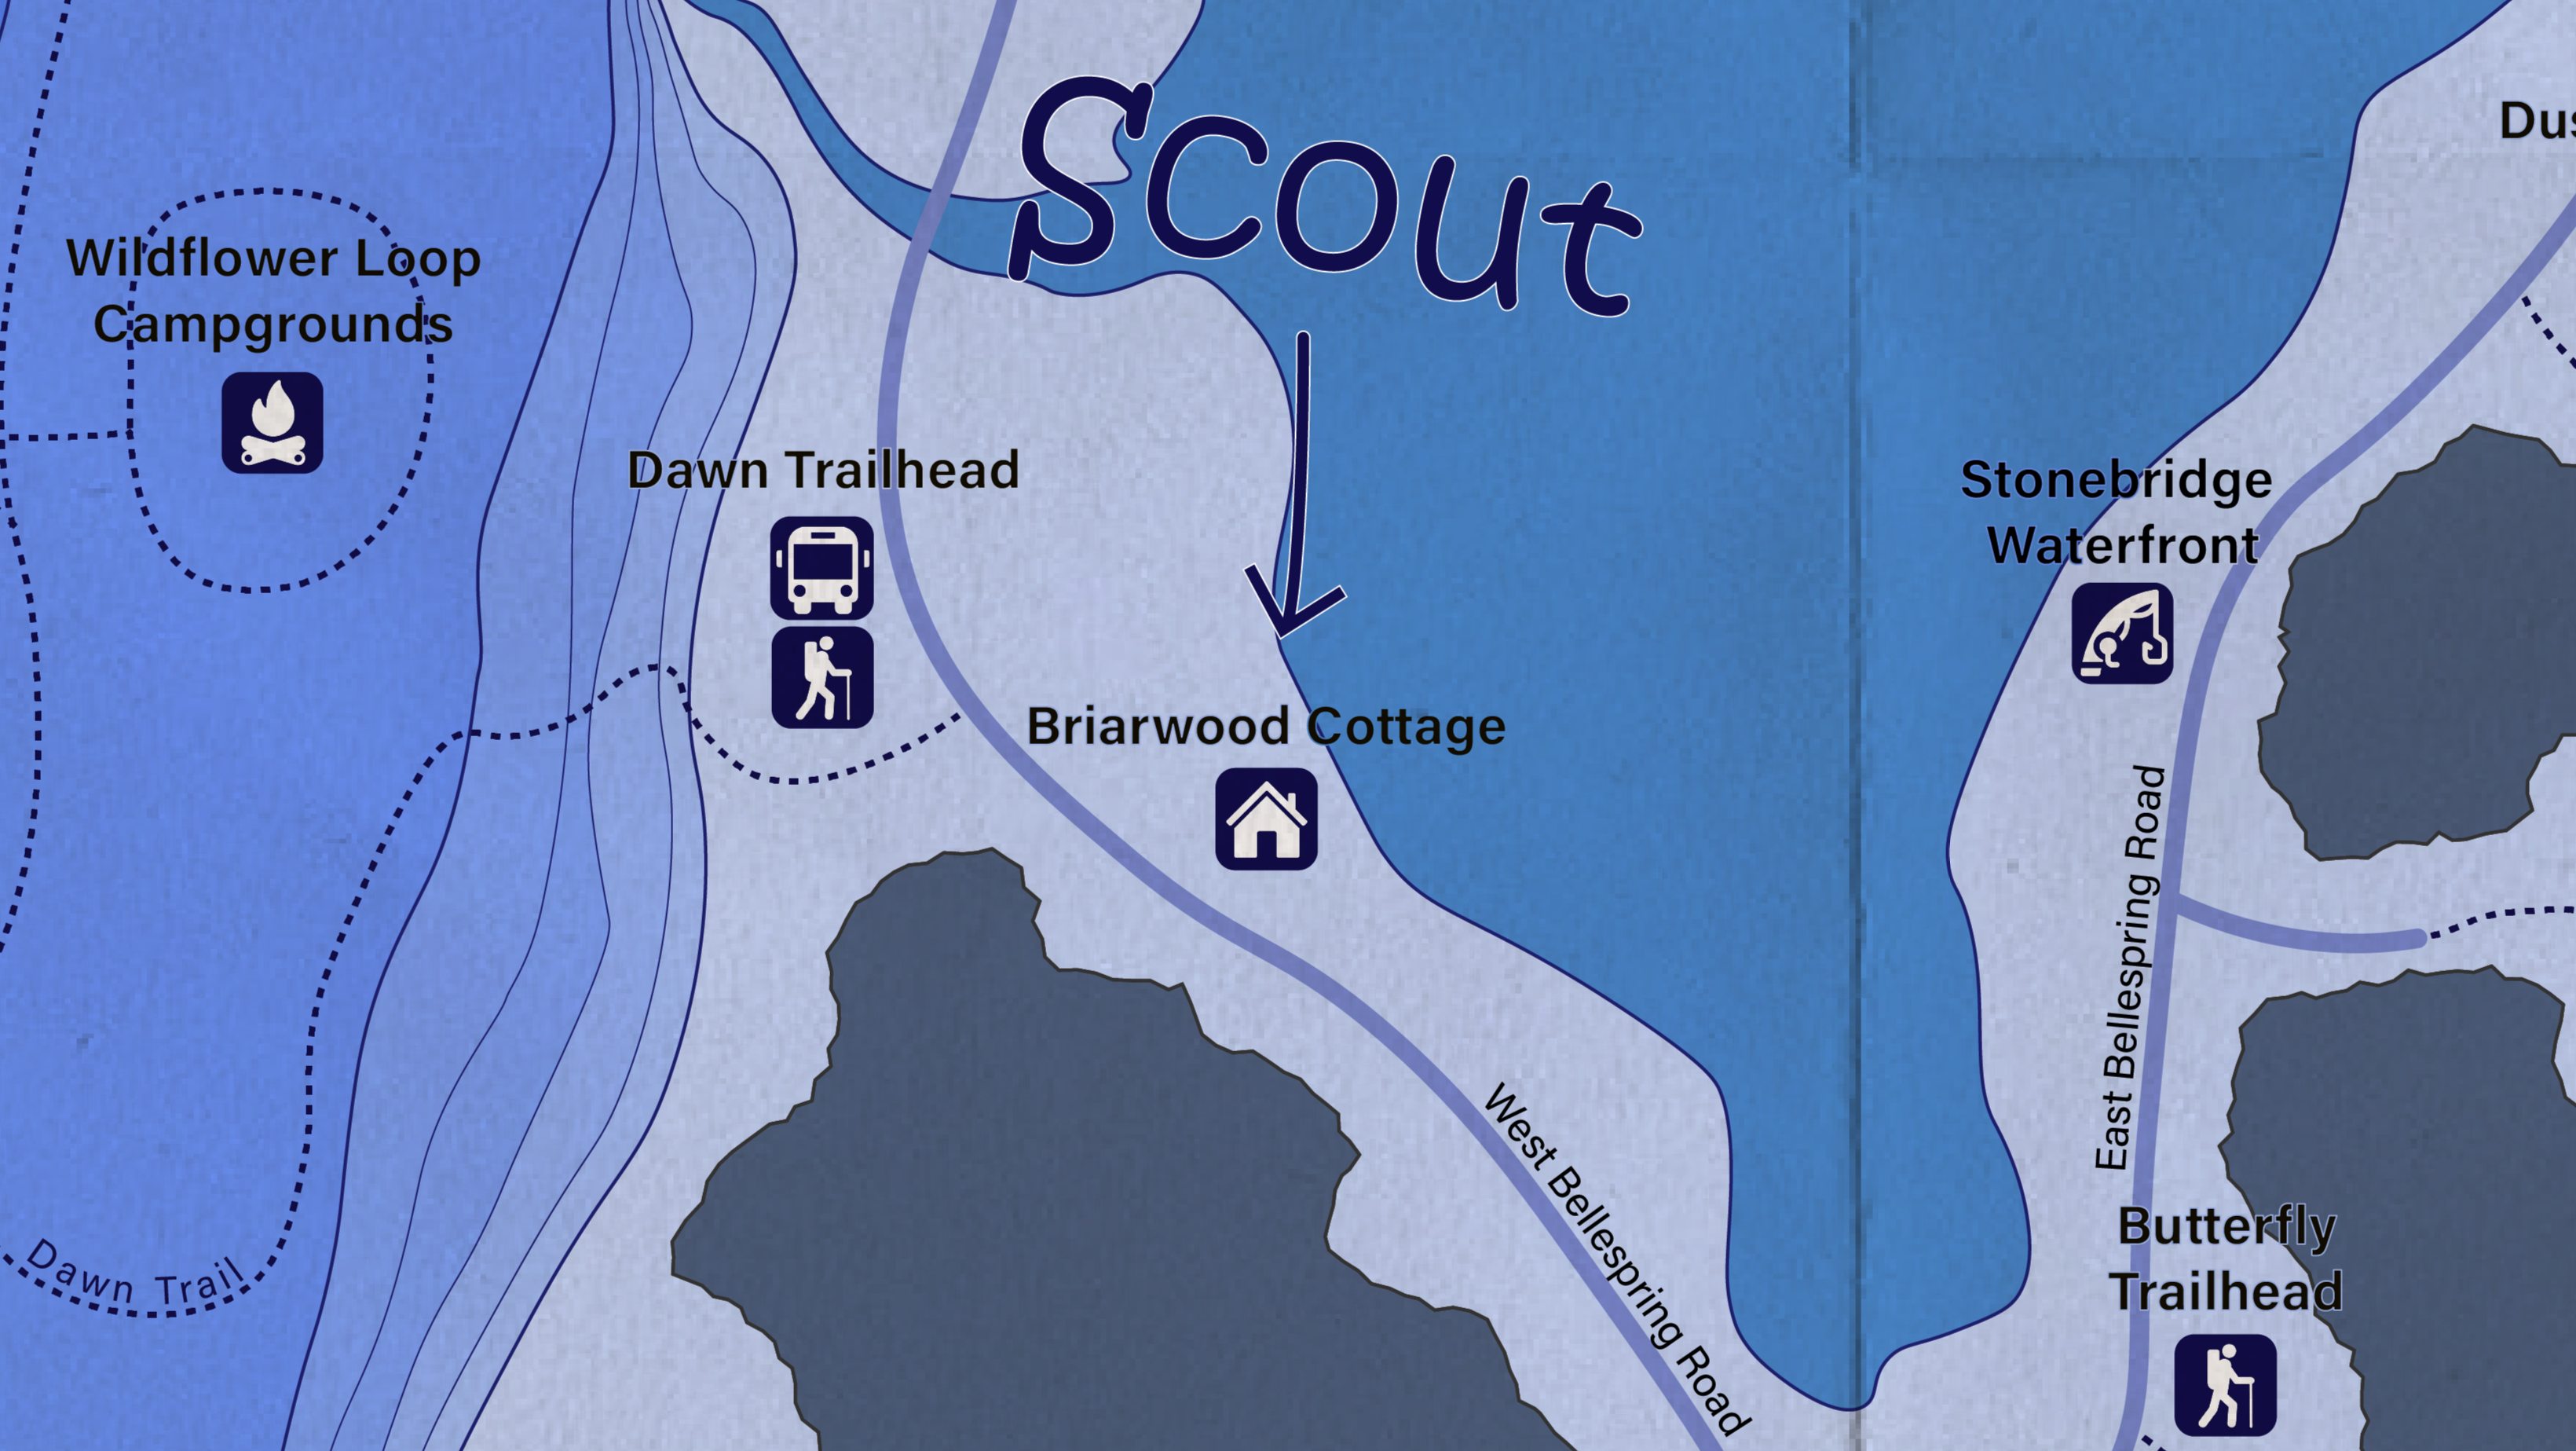 Scout
Dus
Wildflower Loop
Campgrounds
Dawn Trailhead
Stonebridge
Waterfront
Briarwood Cottage
East Bellespring Road
West Bellespring Road
Butterfly
Trailhead
Dawn Trail